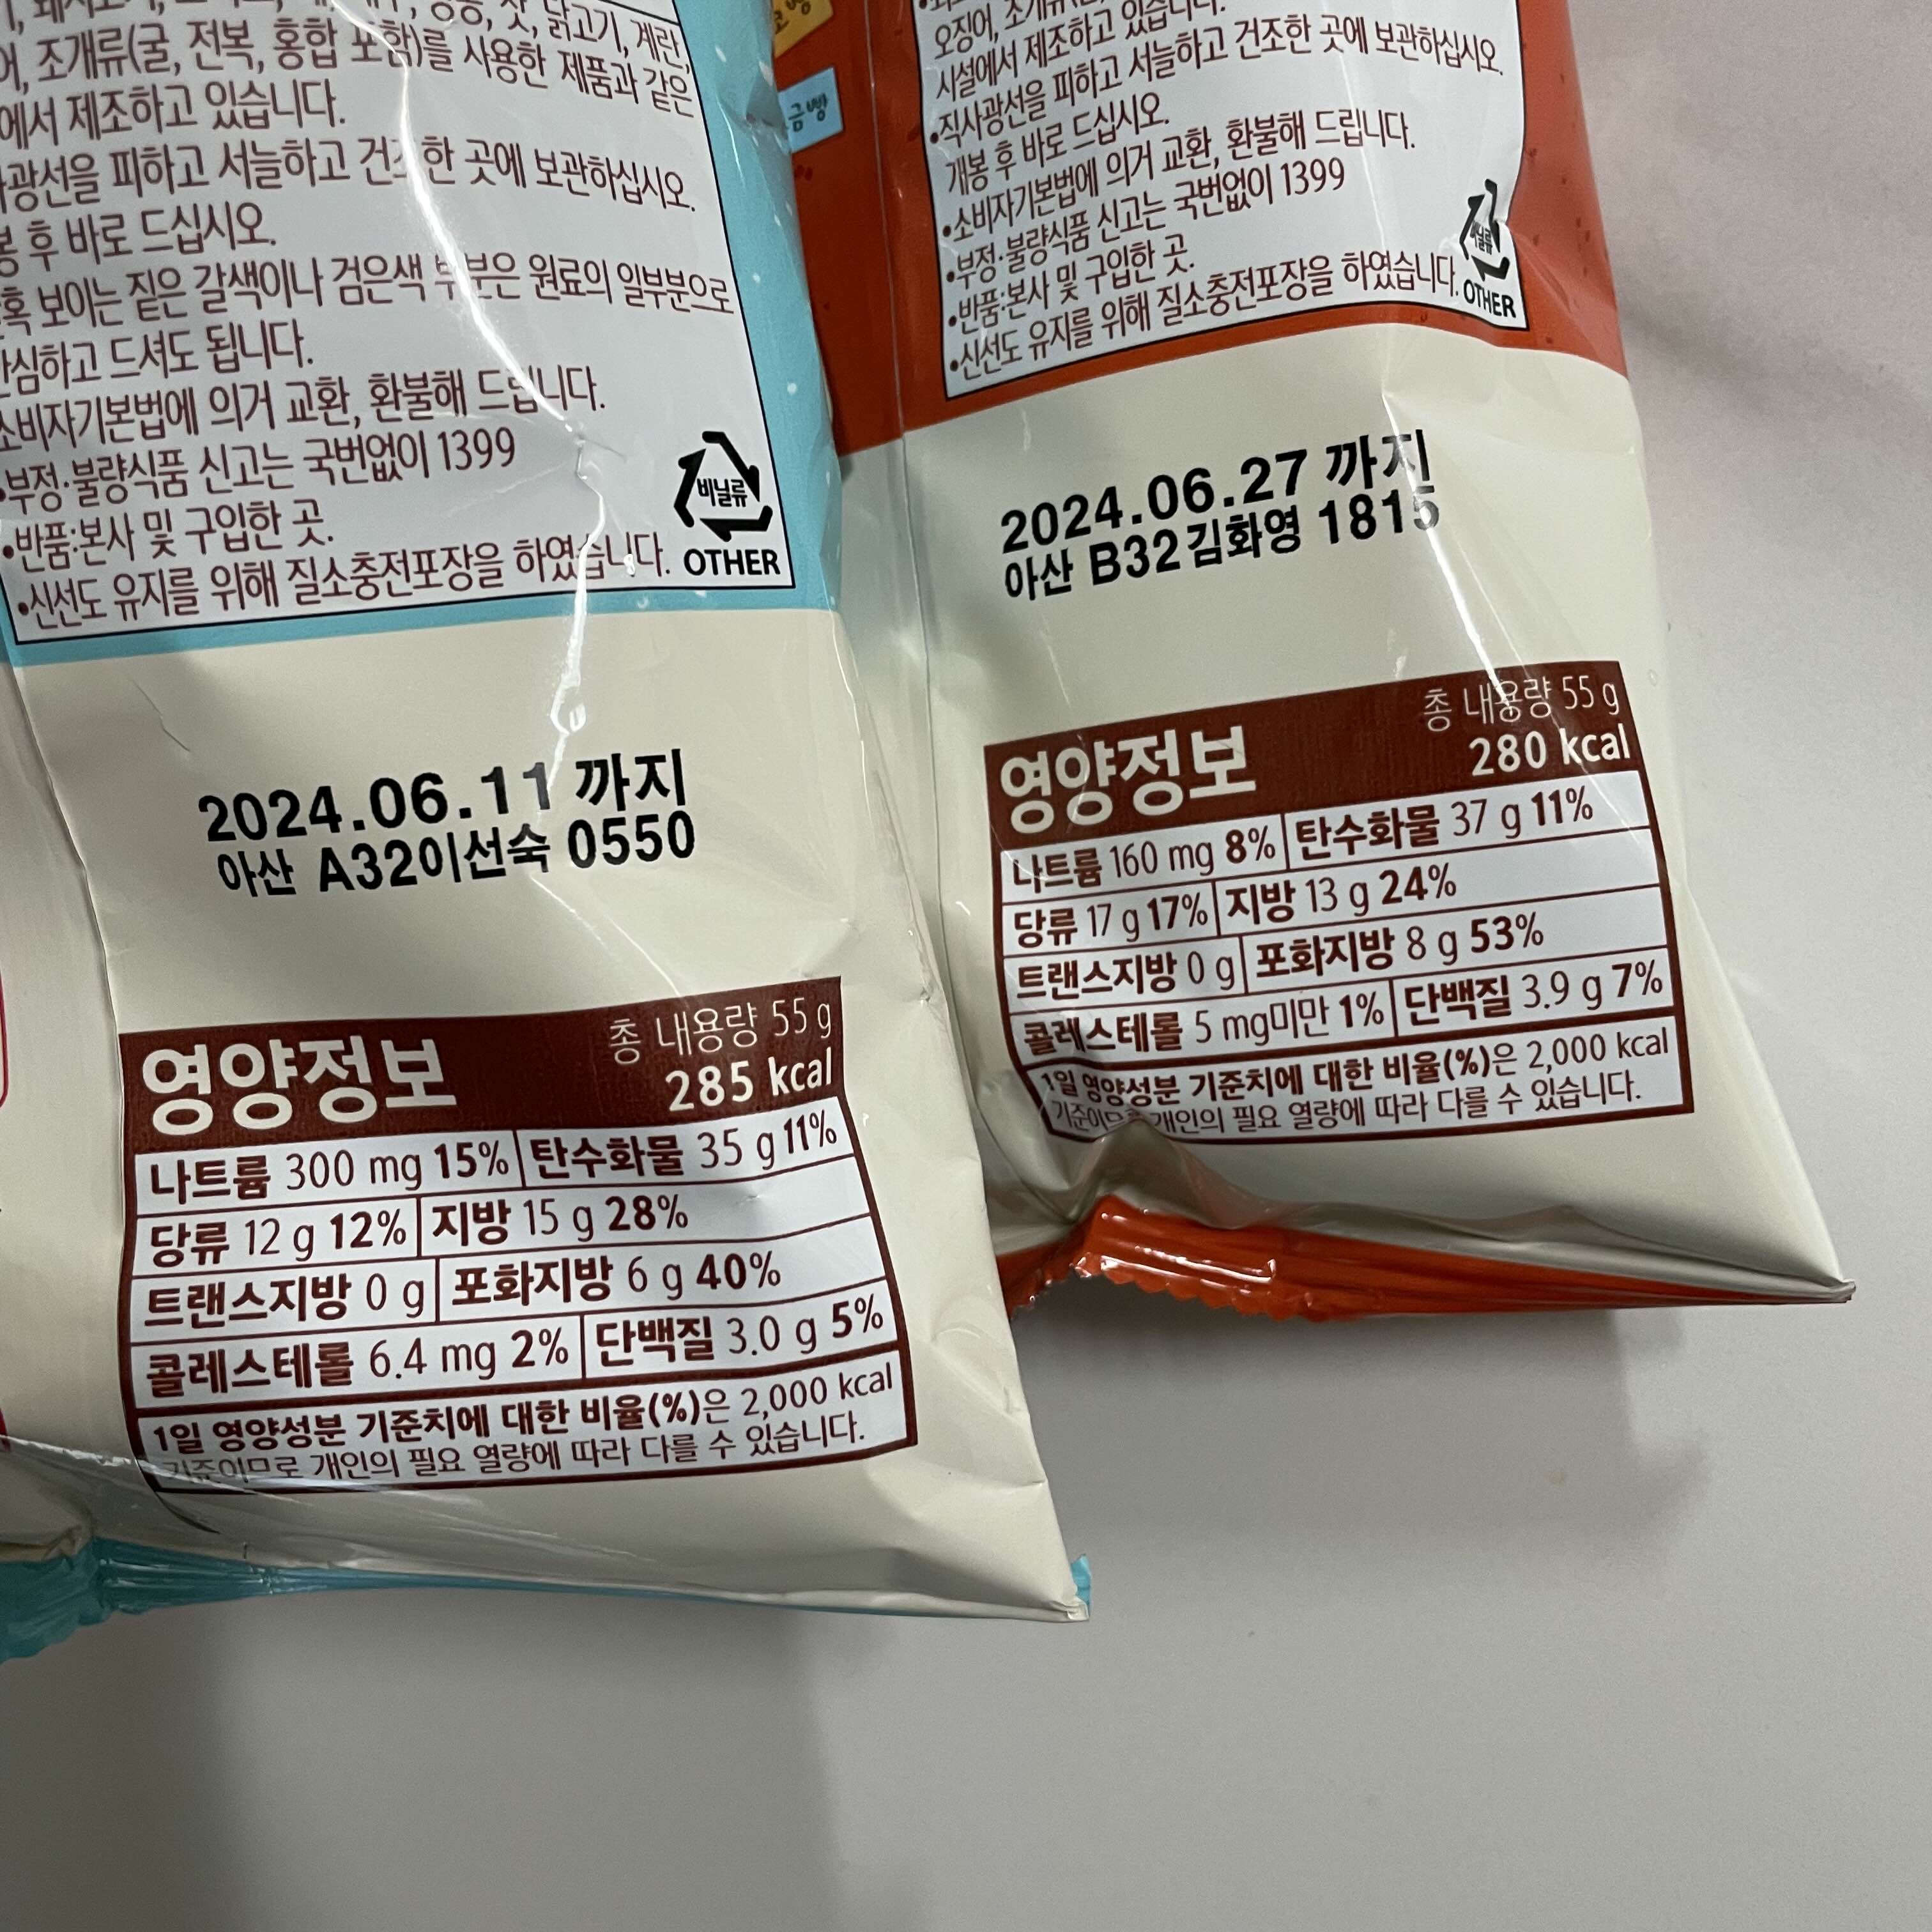 닭고기, 계란,
조개류(굴, 전복, 홍합 포함)를 사용한 제품과 같은
에서 제조하고 있습니다.
광선을 피하고 서늘하고 건조한 곳에 보관하십시오.
후 바로 드십시오.
혹 보이는 짙은 갈색이나 검은색 부분은 원료의 일부분으로
심하고 드셔도 됩니다.
소비자기본법에 의거 교환, 환불해 드립니다.
•부정·불량식품 신고는 국번없이 1399
•반품:본사 및 구입한 곳.
•신선도 유지를 위해 질소충전포장을 하였습니다.
비닐류
OTHER
2024.06.11 까지
아산 A32이선숙 0550
영양정보
총 내용량 55 g
285 kcal
나트륨 300 mg 15% 탄수화물 35 g 11%
당류 12 g 12% 지방 15 g 28%
트랜스지방 0 g 포화지방 6 g 40%
콜레스테롤 6.4 mg 2% 단백질 3.0 g 5%
1일 영양성분 기준치에 대한 비율(%)은 2,000 kcal
기준이므로 개인의 필요 열량에 따라 다를 수 있습니다.
금빵
오징어,
시설에서 제조하고 있습니다.
•직사광선을 피하고 서늘하고 건조한 곳에 보관하십시오.
개봉 후 바로 드십시오.
•소비자기본법에 의거 교환, 환불해 드립니다.
•부정·불량식품 신고는 국번없이 1399
•반품:본사 및 구입한 곳.
•신선도 유지를 위해 질소충전포장을 하였습니다.
비닐류
OTHER
2024.06.27 까지
아산 B32김화영 1815
영양정보
총 내용량 55 g
280 kcal
나트륨 160 mg 8% 탄수화물 37 g 11%
당류 17 g 17% 지방 13 g 24%
트랜스지방 0 g 포화지방 8 g 53%
콜레스테롤 5 mg미만 1% 단백질 3.9 g 7%
1일 영양성분 기준치에 대한 비율(%)은 2,000 kcal
기준이므로 개인의 필요 열량에 따라 다를 수 있습니다.